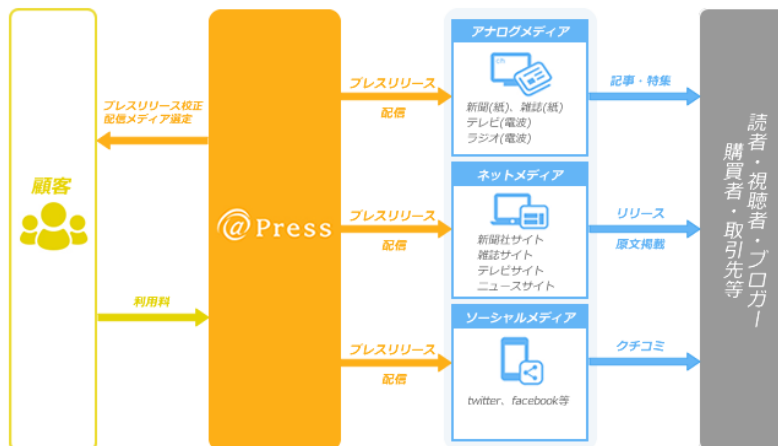 顧客
プレスリリース校正
配信メディア選定
利用料
@Press
プレスリリース
配信
アナログメディア
新聞(紙)、雑誌(紙)
テレビ(電波)
ラジオ(電波)
記事・特集
プレスリリース
配信
ネットメディア
新聞社サイト
雑誌サイト
テレビサイト
ニュースサイト
リリース
原文掲載
プレスリリース
配信
ソーシャルメディア
twitter、facebook等
クチコミ
読者・視聴者・ブロガー
購買者・取引先等